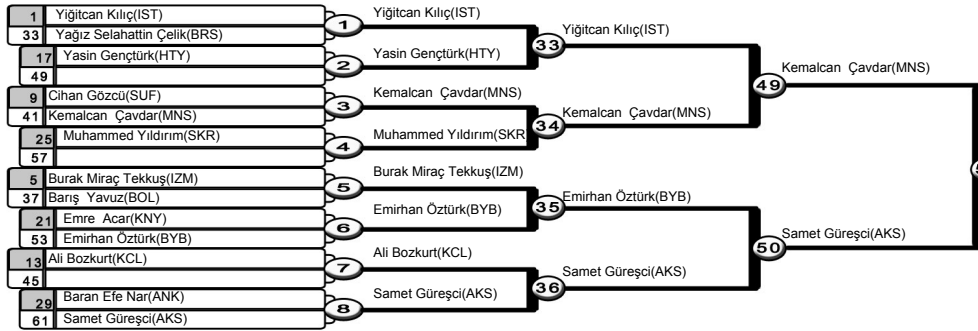 1 Yiğitcan Kılıç(IST)
33 Yağız Selahattin Çelik(BRS)
1
Yiğitcan Kılıç(IST)
17 Yasin Gençtürk(HTY)
49
2
Yasin Gençtürk(HTY)
33
Yiğitcan Kılıç(IST)
9 Cihan Gözcü(SUF)
41 Kemalcan Çavdar(MNS)
3
Kemalcan Çavdar(MNS)
25 Muhammed Yıldırım(SKR)
57
4
Muhammed Yıldırım(SKR
34
Kemalcan Çavdar(MNS)
49
Kemalcan Çavdar(MNS)
5 Burak Miraç Tekkuş(IZM)
37 Barış Yavuz(BOL)
5
Burak Miraç Tekkuş(IZM)
21 Emre Acar(KNY)
53 Emirhan Öztürk(BYB)
6
Emirhan Öztürk(BYB)
35
Emirhan Öztürk(BYB)
13 Ali Bozkurt(KCL)
45
7
Ali Bozkurt(KCL)
29 Baran Efe Nar(ANK)
61 Samet Güreşci(AKS)
8
Samet Güreşci(AKS)
36
Samet Güreşci(AKS)
50
Samet Güreşci(AKS)